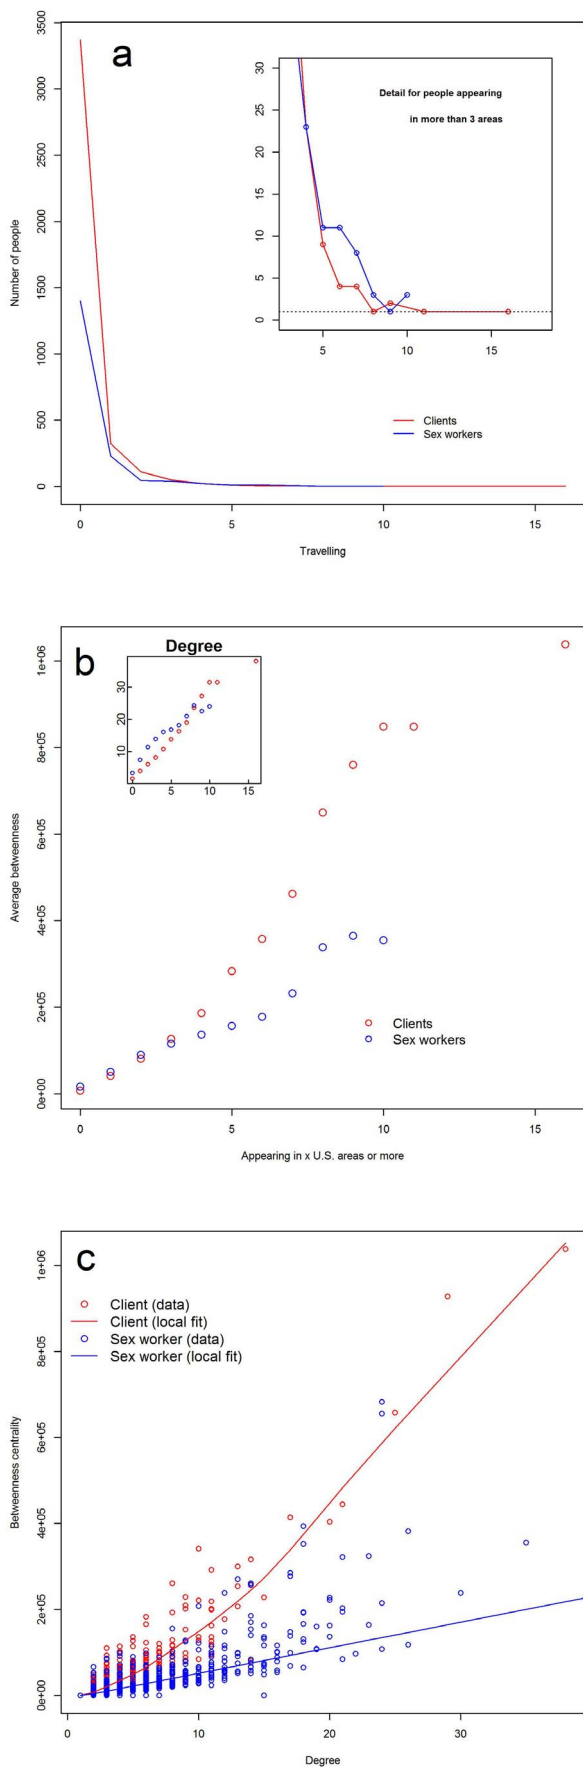 a
Number of people
0
500
1000
1500
2000
2500
3000
3500
0
5
10
15
Travelling
Detail for people appearing
in more than 3 areas
0
5
10
15
20
25
30
5
10
15
Clients
Sex workers
b
Degree
10
20
30
0
5
10
15
Average betweenness
0e+00
2e+05
4e+05
6e+05
8e+05
1e+06
0
5
10
15
Appearing in x U.S. areas or more
Clients
Sex workers
c
Client (data)
Client (local fit)
Sex worker (data)
Sex worker (local fit)
Betweenness centrality
0e+00
2e+05
4e+05
6e+05
8e+05
1e+06
0
10
20
30
Degree